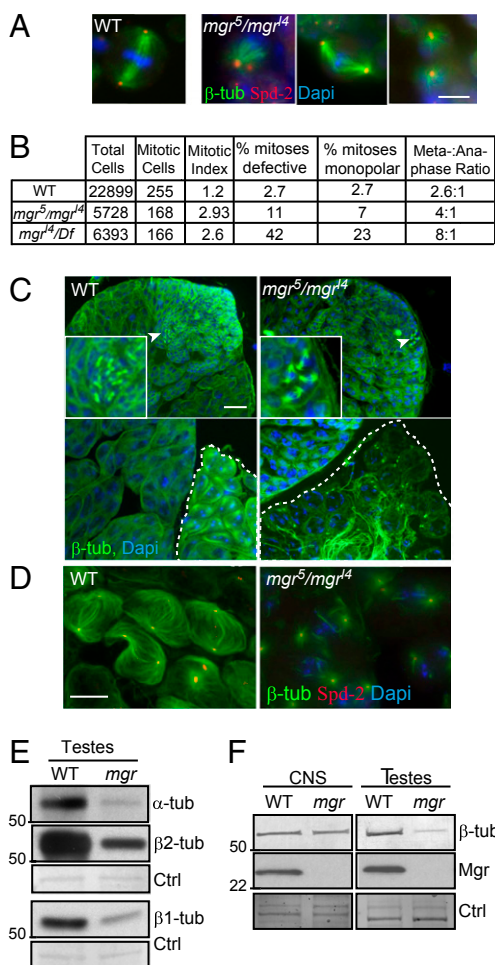 A
WT
mgr⁵/mgrˡ⁴
β-tub Spd-2 Dapi
B
Total Cells Mitotic Cells Mitotic Index % mitoses defective % mitoses monopolar Meta-:Ana-phase Ratio
WT 22899 255 1.2 2.7 2.7 2.6:1
mgr⁵/mgrˡ⁴ 5728 168 2.93 11 7 4:1
mgrˡ⁴/Df 6393 166 2.6 42 23 8:1
C
WT
mgr⁵/mgrˡ⁴
β-tub, Dapi
D
WT
mgr⁵/mgrˡ⁴
β-tub Spd-2 Dapi
E
Testes
WT mgr
α-tub
50
β2-tub
50
Ctrl
β1-tub
50
Ctrl
F
CNS Testes
WT mgr WT mgr
β-tub
50
Mgr
22
Ctrl